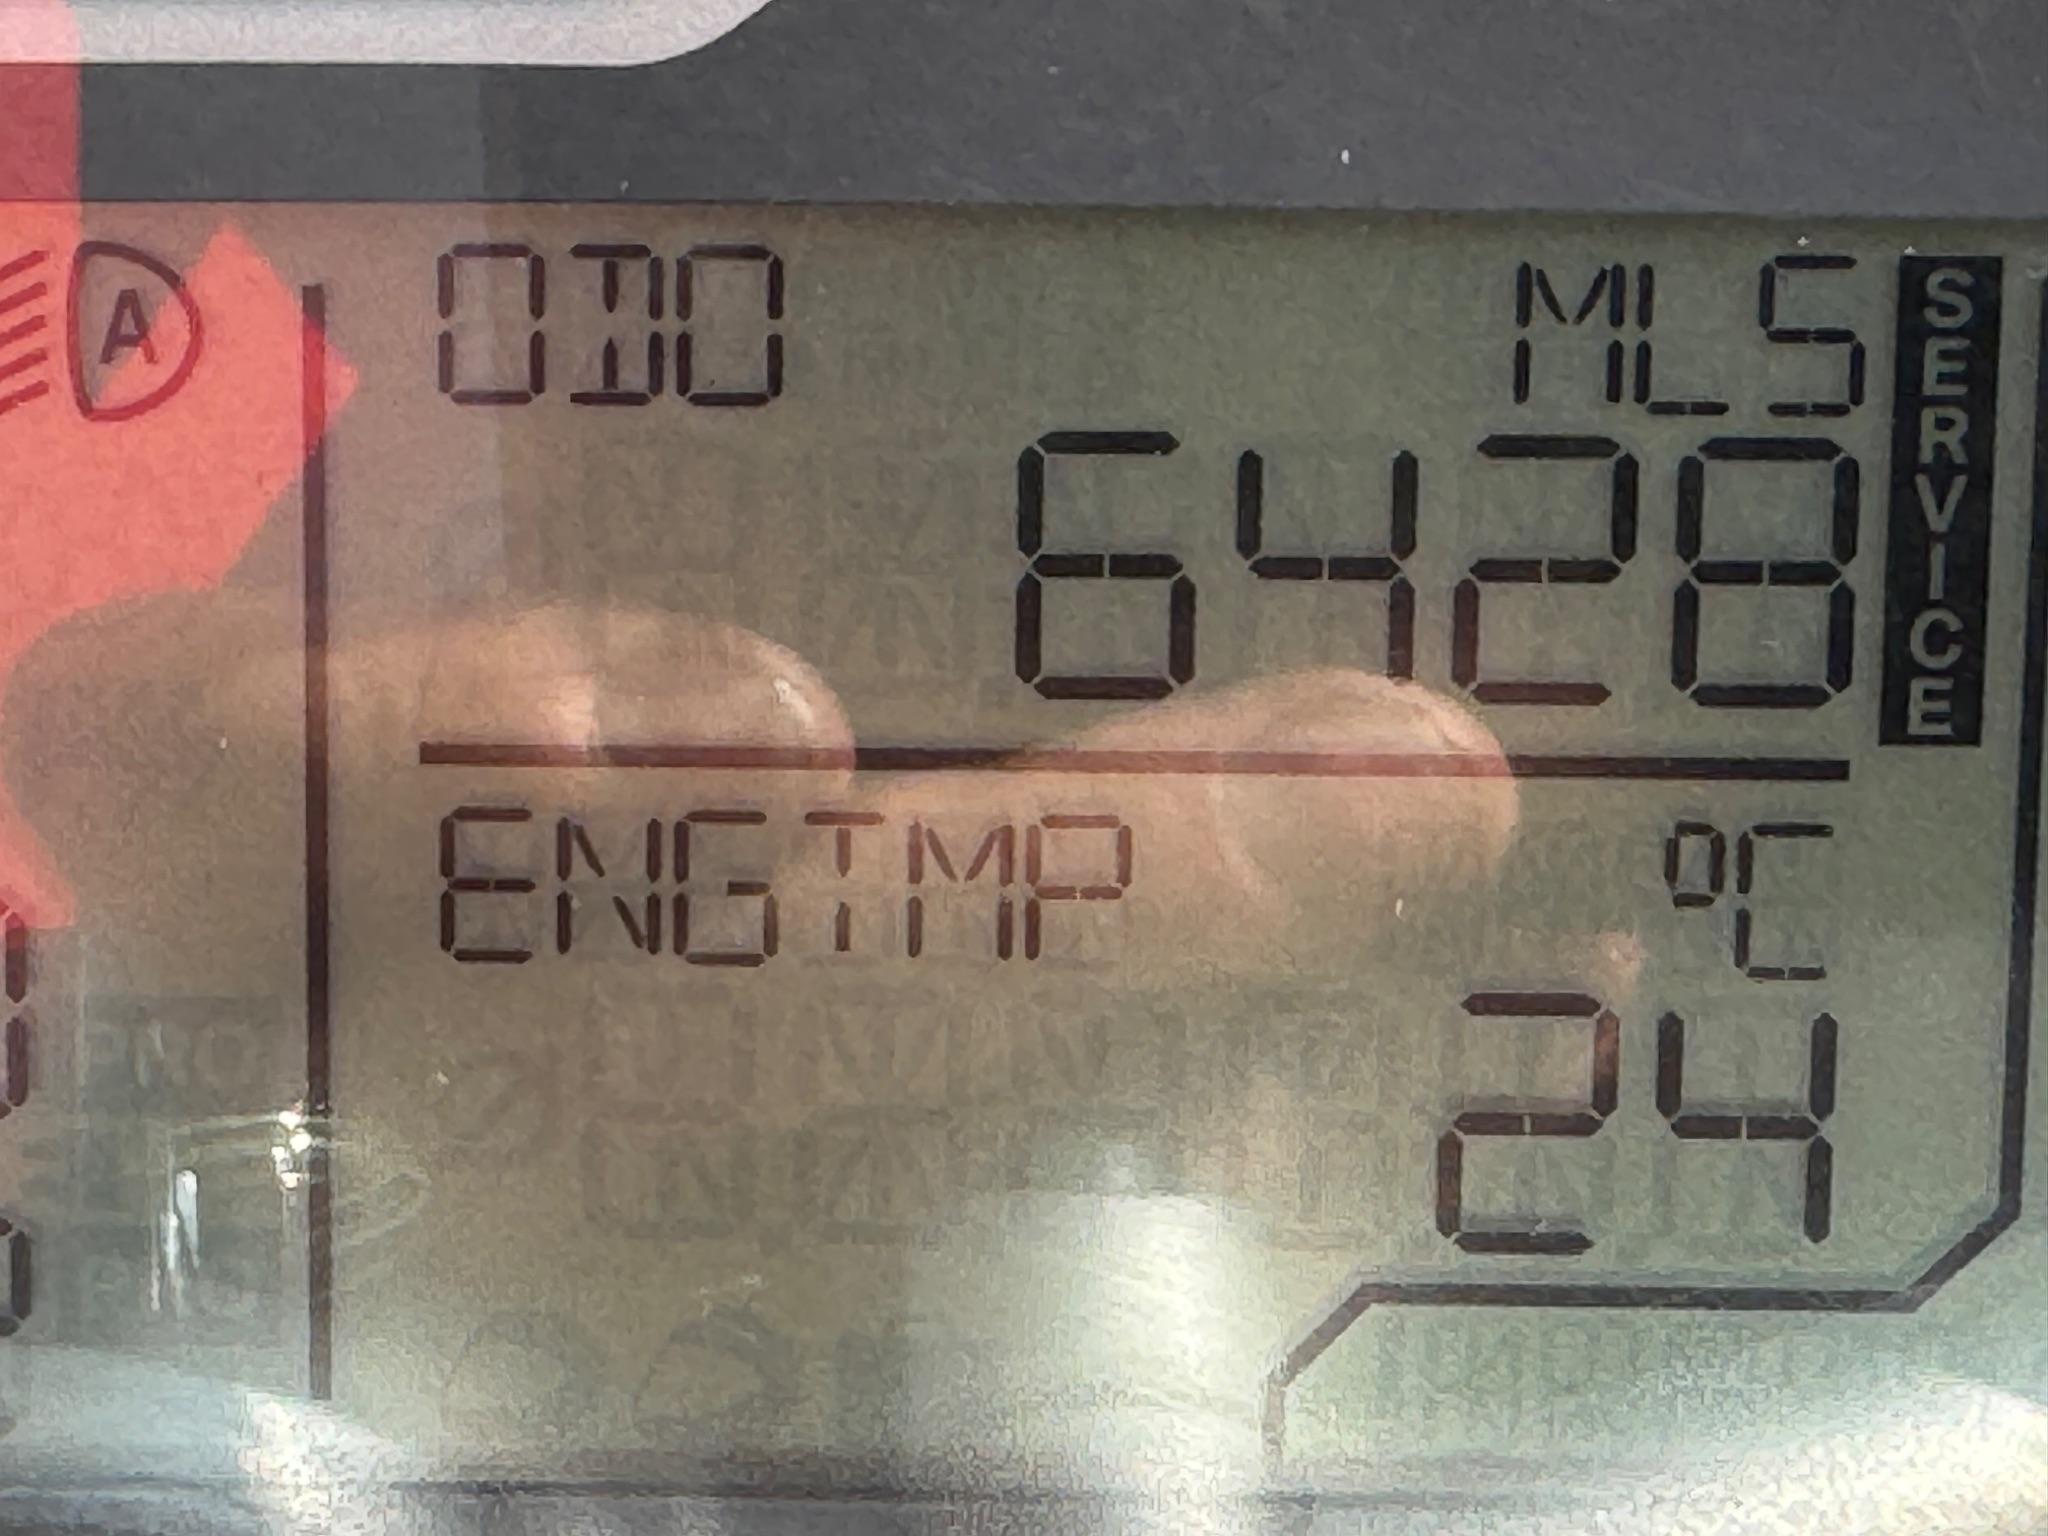 A
ODO
MLS
SERVICE
6428
ENGTMP
°C
24